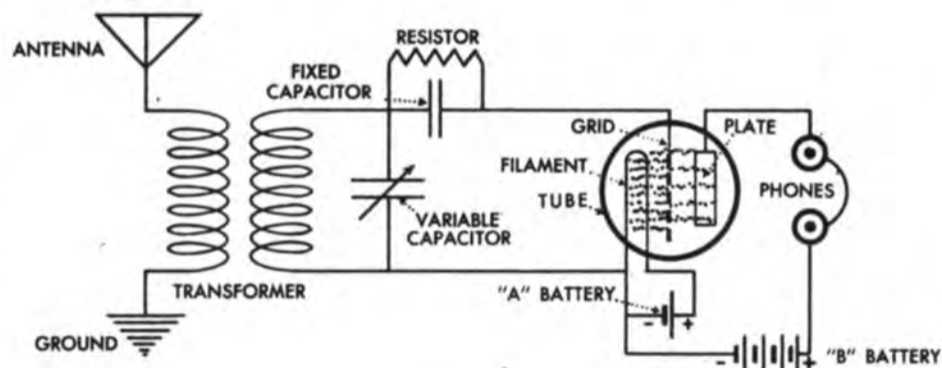 ANTENNA
RESISTOR
FIXED
CAPACITOR
GRID
PLATE
FILAMENT
TUBE
PHONES
VARIABLE
CAPACITOR
TRANSFORMER
"A" BATTERY
- +
GROUND
- +
"B" BATTERY